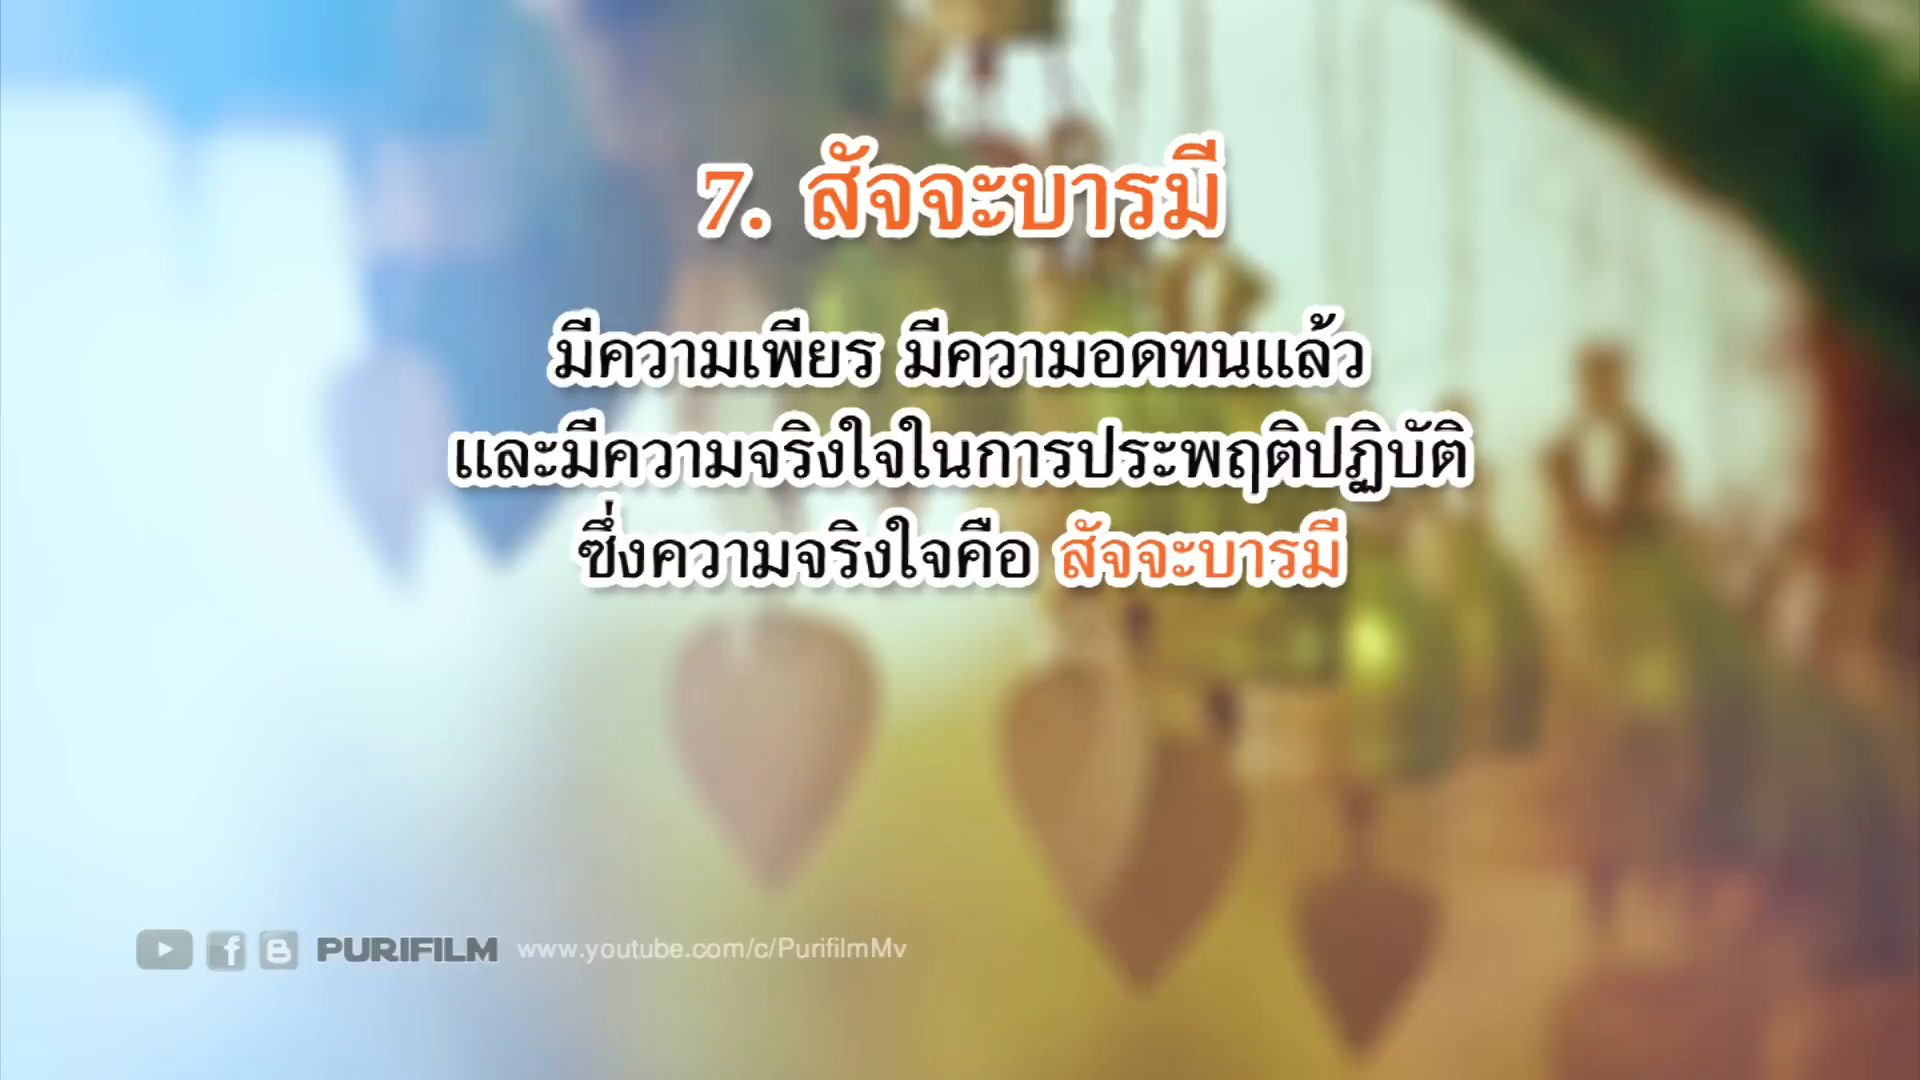 7. สัจจะบารมี
มีความเพียร มีความอดทนแล้ว
และมีความจริงใจในการประพฤติปฏิบัติ
ซึ่งความจริงใจคือ สัจจะบารมี
PURIFILM www.youtube.com/c/PurifilmMv